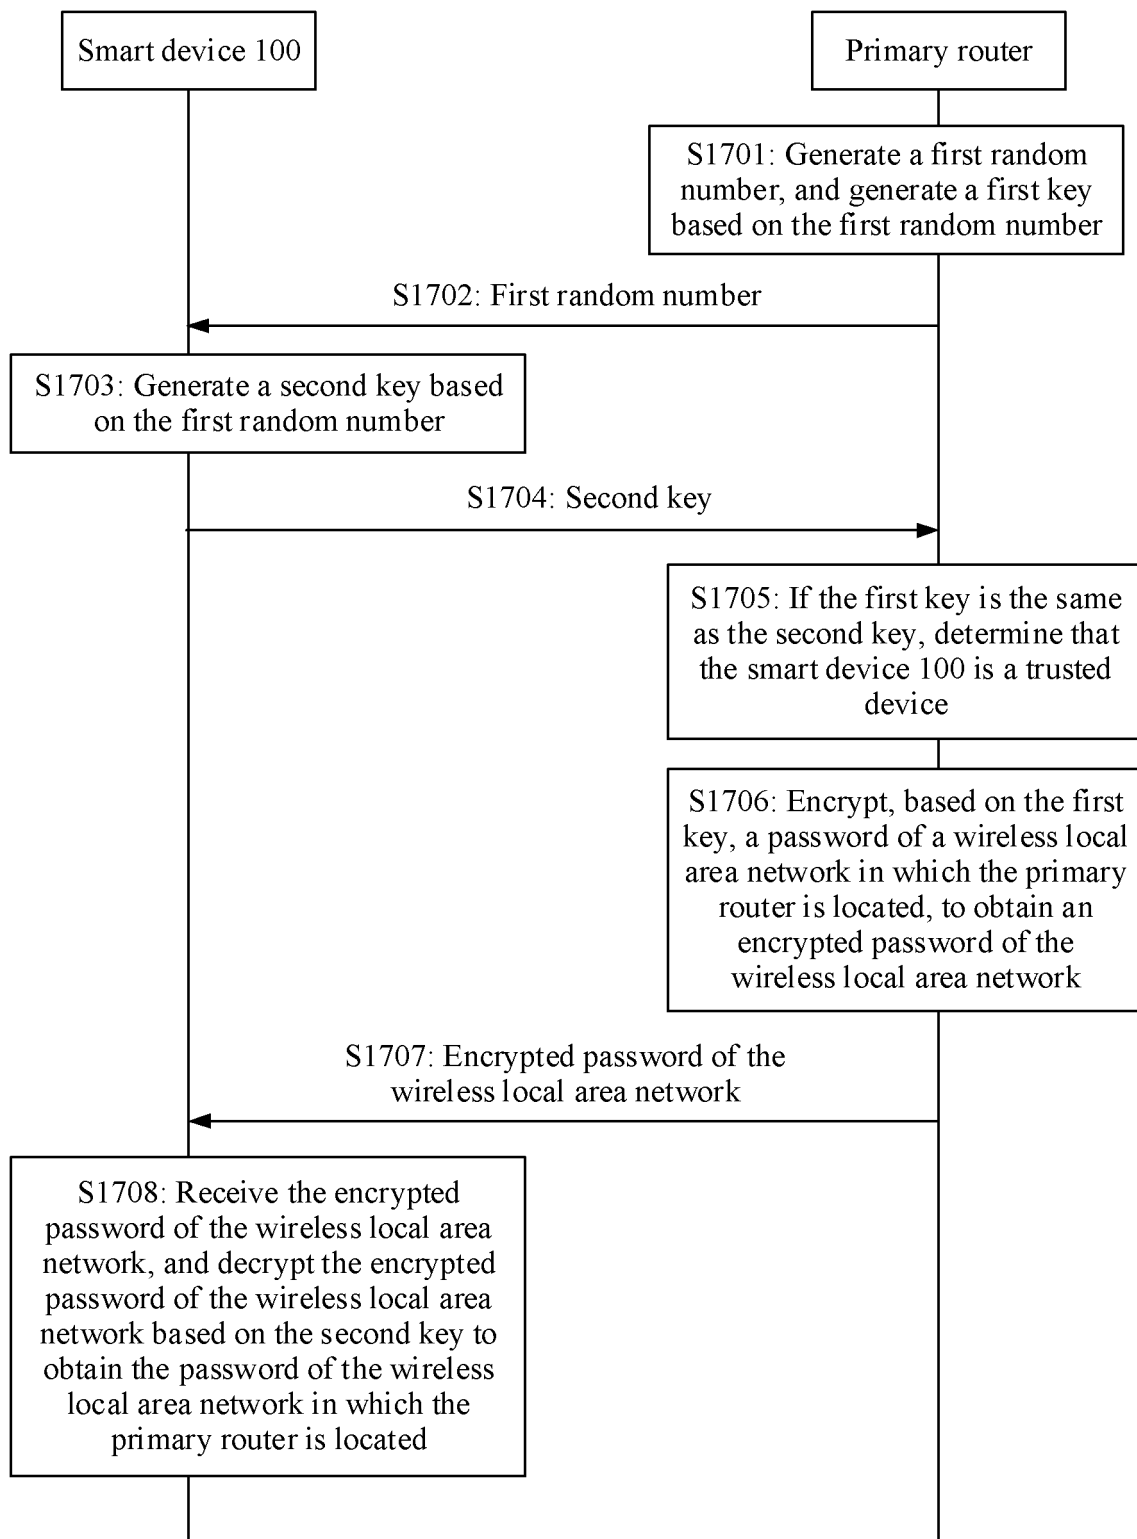 Smart device 100
Primary router
S1701: Generate a first random
number, and generate a first key
based on the first random number
S1702: First random number
S1703: Generate a second key based
on the first random number
S1704: Second key
S1705: If the first key is the same
as the second key, determine that
the smart device 100 is a trusted
device
S1706: Encrypt, based on the first
key, a password of a wireless local
area network in which the primary
router is located, to obtain an
encrypted password of the
wireless local area network
S1707: Encrypted password of the
wireless local area network
S1708: Receive the encrypted
password of the wireless local area
network, and decrypt the encrypted
password of the wireless local area
network based on the second key to
obtain the password of the wireless
local area network in which the
primary router is located